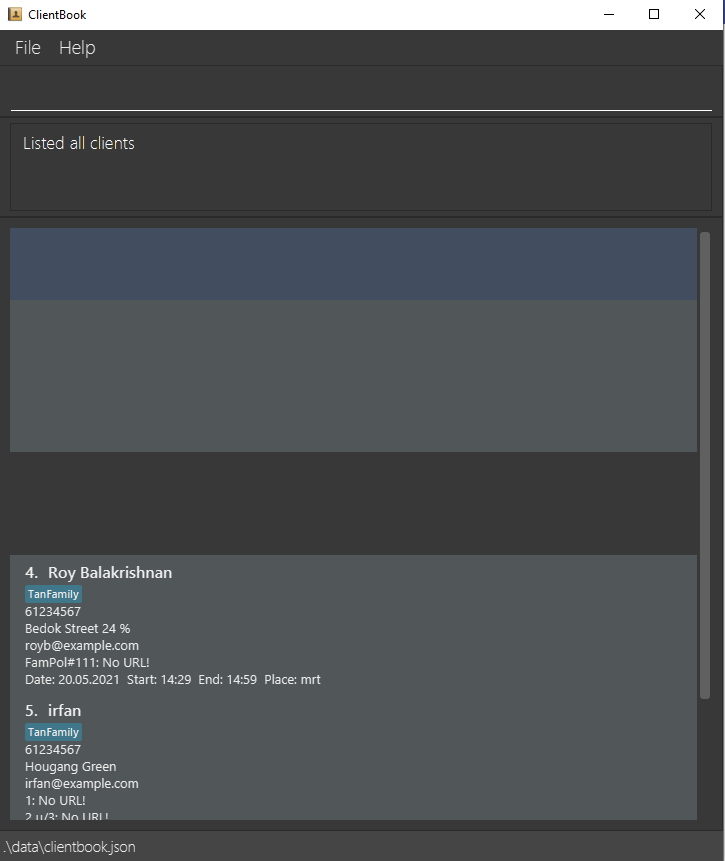 ClientBook
File Help
Listed all clients
4. Roy Balakrishnan
TanFamily
61234567
Bedok Street 24 %
royb@example.com
FamPol#111: No URL!
Date: 20.05.2021 Start: 14:29 End: 14:59 Place: mrt
5. irfan
TanFamily
61234567
Hougang Green
irfan@example.com
1: No URL!
2 u/3: No URL!
.\data\clientbook.json